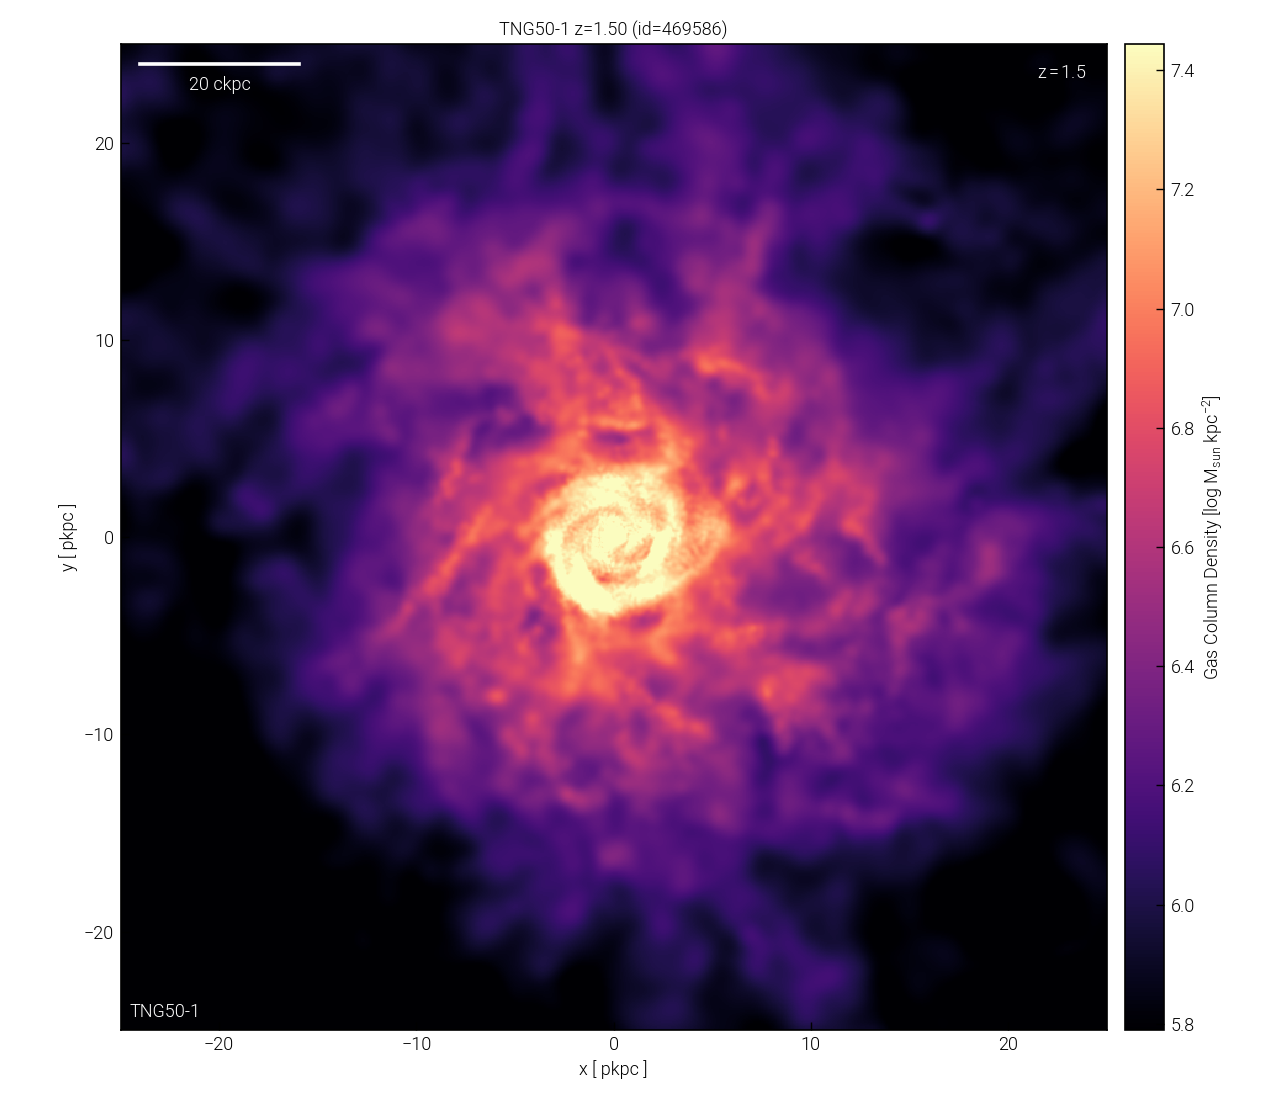 TNG50-1 z=1.50 (id=469586)
20 ckpc
z = 1.5
TNG50-1
20
10
0
−10
−20
y [ pkpc ]
−20
−10
0
10
20
x [ pkpc ]
7.4
7.2
7.0
6.8
6.6
6.4
6.2
6.0
5.8
Gas Column Density [log M_sun kpc⁻²]